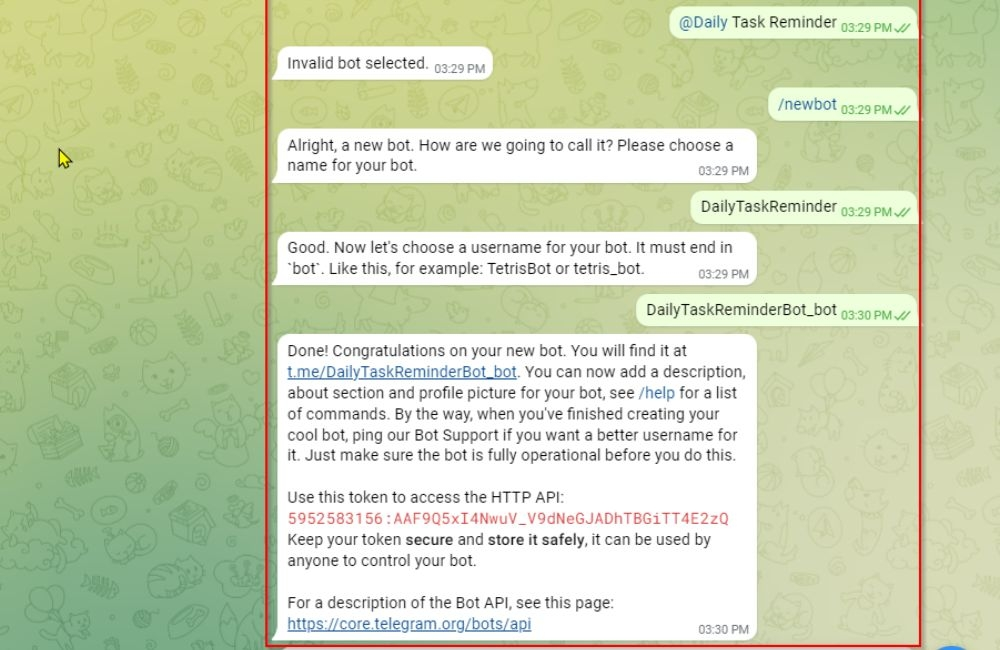 @Daily Task Reminder 03:29 PM
Invalid bot selected. 03:29 PM
/newbot 03:29 PM
Alright, a new bot. How are we going to call it? Please choose a
name for your bot. 03:29 PM
DailyTaskReminder 03:29 PM
Good. Now let's choose a username for your bot. It must end in
`bot`. Like this, for example: TetrisBot or tetris_bot. 03:29 PM
DailyTaskReminderBot_bot 03:30 PM
Done! Congratulations on your new bot. You will find it at
t.me/DailyTaskReminderBot_bot. You can now add a description,
about section and profile picture for your bot, see /help for a list
of commands. By the way, when you've finished creating your
cool bot, ping our Bot Support if you want a better username for
it. Just make sure the bot is fully operational before you do this.
Use this token to access the HTTP API:
5952583156:AAF9Q5xI4NwuV_V9dNeGJADhTBGiTT4E2zQ
Keep your token secure and store it safely, it can be used by
anyone to control your bot.
For a description of the Bot API, see this page:
https://core.telegram.org/bots/api 03:30 PM